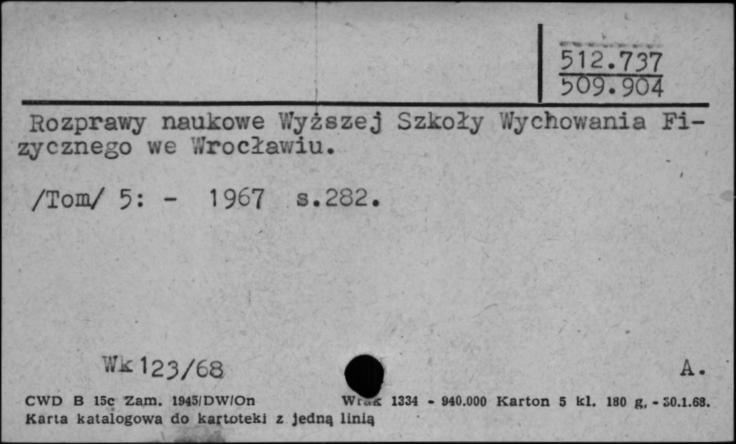 512.737
509.904
Rozprawy naukowe Wyższej Szkoły Wychowania Fi-
zycznego we Wrocławiu.
/Tom/ 5: - 1967 s.282.
Wk 123/68
A.
CWD B 15c Zam. 1945/DW/On 1334 - 940.000 Karton 5 kl. 180 g. - 30.1.68.
Karta katalogowa do kartoteki z jedną linią